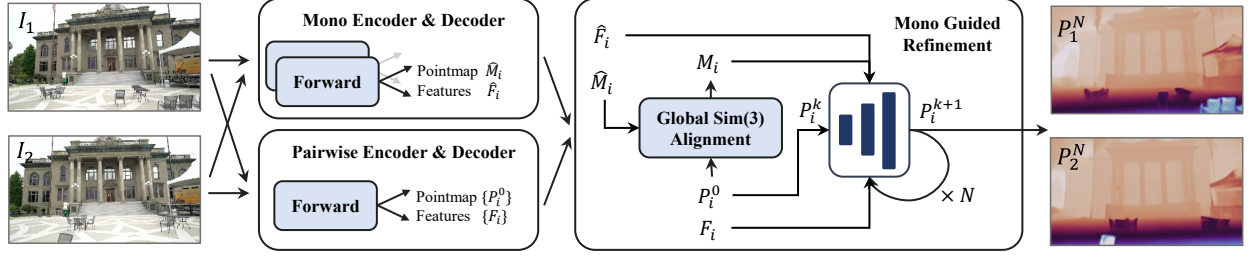 I₁
I₂
Mono Encoder & Decoder
Forward
Pointmap M̂ᵢ
Features F̂ᵢ
Pairwise Encoder & Decoder
Forward
Pointmap {Pᵢ⁰}
Features {Fᵢ}
Mono Guided
Refinement
F̂ᵢ
M̂ᵢ
Mᵢ
Global Sim(3)
Alignment
Pᵢ⁰
Fᵢ
Pᵢᵏ
Pᵢᵏ⁺¹
× N
P₁ᴺ
P₂ᴺ